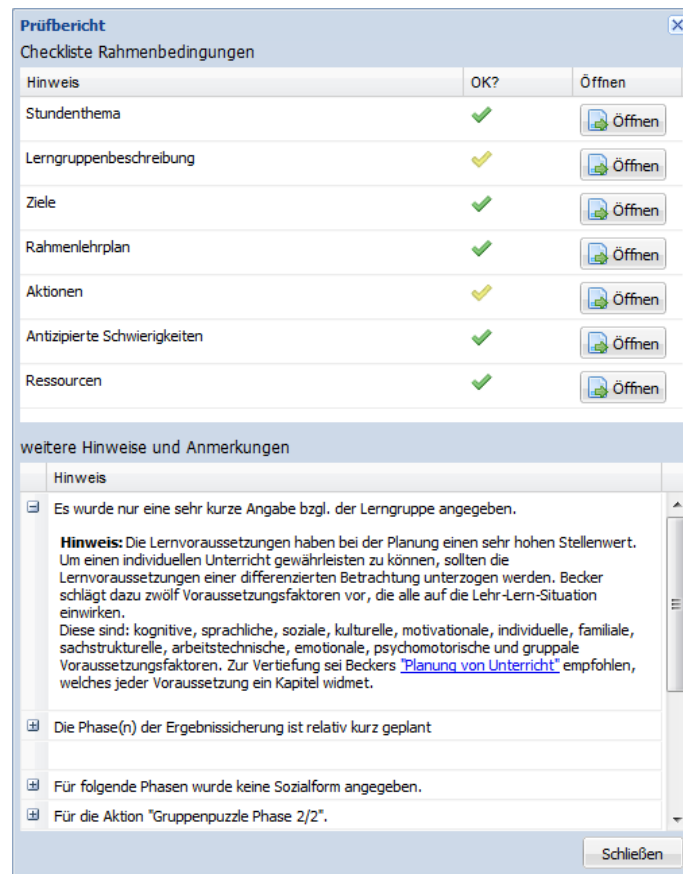 Prüfbericht
Checkliste Rahmenbedingungen
Hinweis OK? Öffnen
Stundenthema Öffnen
Lerngruppenbeschreibung Öffnen
Ziele Öffnen
Rahmenlehrplan Öffnen
Aktionen Öffnen
Antizipierte Schwierigkeiten Öffnen
Ressourcen Öffnen
weitere Hinweise und Anmerkungen
Hinweis
Es wurde nur eine sehr kurze Angabe bzgl. der Lerngruppe angegeben.
Hinweis: Die Lernvoraussetzungen haben bei der Planung einen sehr hohen Stellenwert.
Um einen individuellen Unterricht gewährleisten zu können, sollten die
Lernvoraussetzungen einer differenzierten Betrachtung unterzogen werden. Becker
schlägt dazu zwölf Voraussetzungsfaktoren vor, die alle auf die Lehr-Lern-Situation
einwirken.
Diese sind: kognitive, sprachliche, soziale, kulturelle, motivationale, individuelle, familiale,
sachstrukturelle, arbeitstechnische, emotionale, psychomotorische und gruppale
Voraussetzungsfaktoren. Zur Vertiefung sei Beckers "Planung von Unterricht" empfohlen,
welches jeder Voraussetzung ein Kapitel widmet.
Die Phase(n) der Ergebnissicherung ist relativ kurz geplant
Für folgende Phasen wurde keine Sozialform angegeben.
Für die Aktion "Gruppenpuzzle Phase 2/2".
Schließen